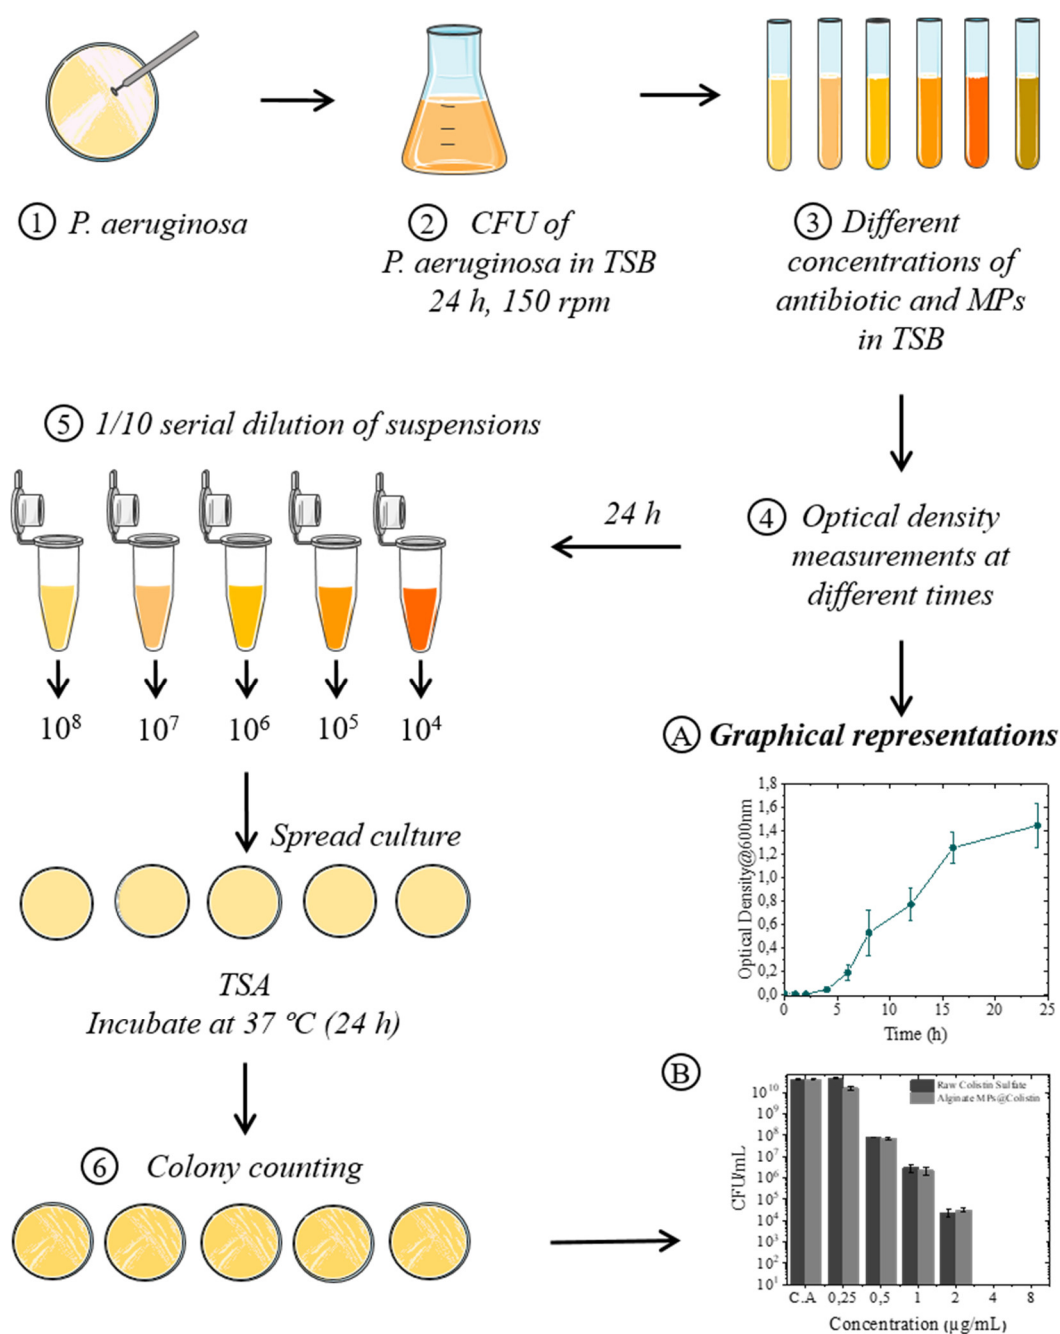 ① P. aeruginosa
② CFU of
P. aeruginosa in TSB
24 h, 150 rpm
③ Different
concentrations of
antibiotic and MPs
in TSB
④ Optical density
measurements at
different times
24 h
⑤ 1/10 serial dilution of suspensions
10⁸ 10⁷ 10⁶ 10⁵ 10⁴
Spread culture
TSA
Incubate at 37 ºC (24 h)
⑥ Colony counting
Ⓐ Graphical representations
Optical Density@600nm
1,8
1,6
1,4
1,2
1,0
0,8
0,6
0,4
0,2
0,0
0 5 10 15 20 25
Time (h)
Ⓑ
Raw Colistin Sulfate
Alginate MPs@Colistin
CFU/mL
10¹⁰
10⁹
10⁸
10⁷
10⁶
10⁵
10⁴
10³
10²
10¹
C.A 0,25 0,5 1 2 4 8
Concentration (µg/mL)